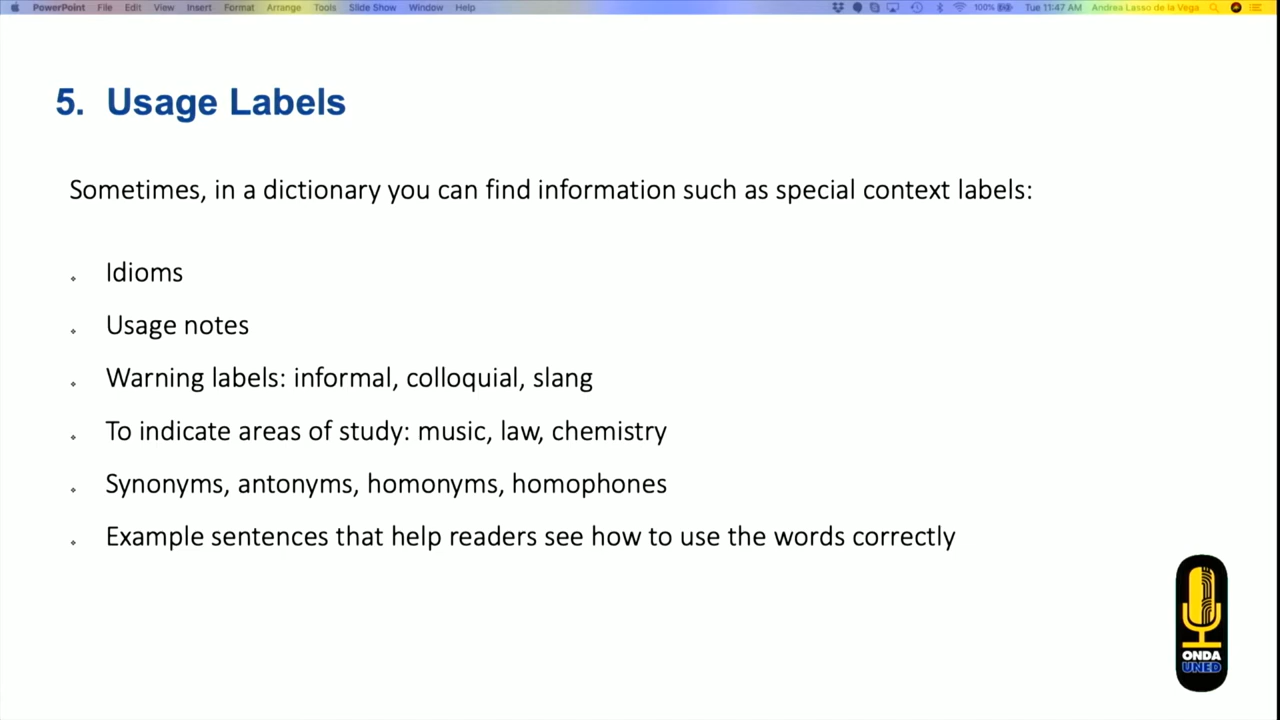 PowerPoint File Edit View Insert Format Arrange Tools Slide Show Window Help 100% Tue 11:47 AM Andrea Lasso de la Vega
5. Usage Labels
Sometimes, in a dictionary you can find information such as special context labels:
Idioms
Usage notes
Warning labels: informal, colloquial, slang
To indicate areas of study: music, law, chemistry
Synonyms, antonyms, homonyms, homophones
Example sentences that help readers see how to use the words correctly
ONDA
UNED